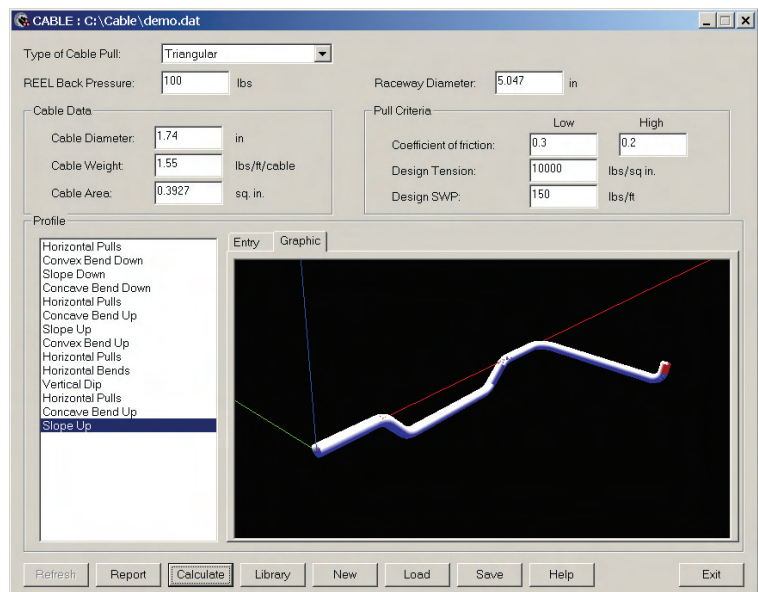 CABLE : C:\Cable\demo.dat
Type of Cable Pull: Triangular
REEL Back Pressure: 100 lbs Raceway Diameter: 5.047 in
Cable Data
Cable Diameter: 1.74 in
Cable Weight: 1.55 lbs/ft/cable
Cable Area: 0.3927 sq. in.
Pull Criteria
Low High
Coefficient of friction: 0.3 0.2
Design Tension: 10000 lbs/sq in.
Design SWP: 150 lbs/ft
Profile
Horizontal Pulls
Convex Bend Down
Slope Down
Concave Bend Down
Horizontal Pulls
Concave Bend Up
Slope Up
Convex Bend Up
Horizontal Pulls
Horizontal Bends
Vertical Dip
Horizontal Pulls
Concave Bend Up
Slope Up
Entry Graphic
Refresh Report Calculate Library New Load Save Help Exit